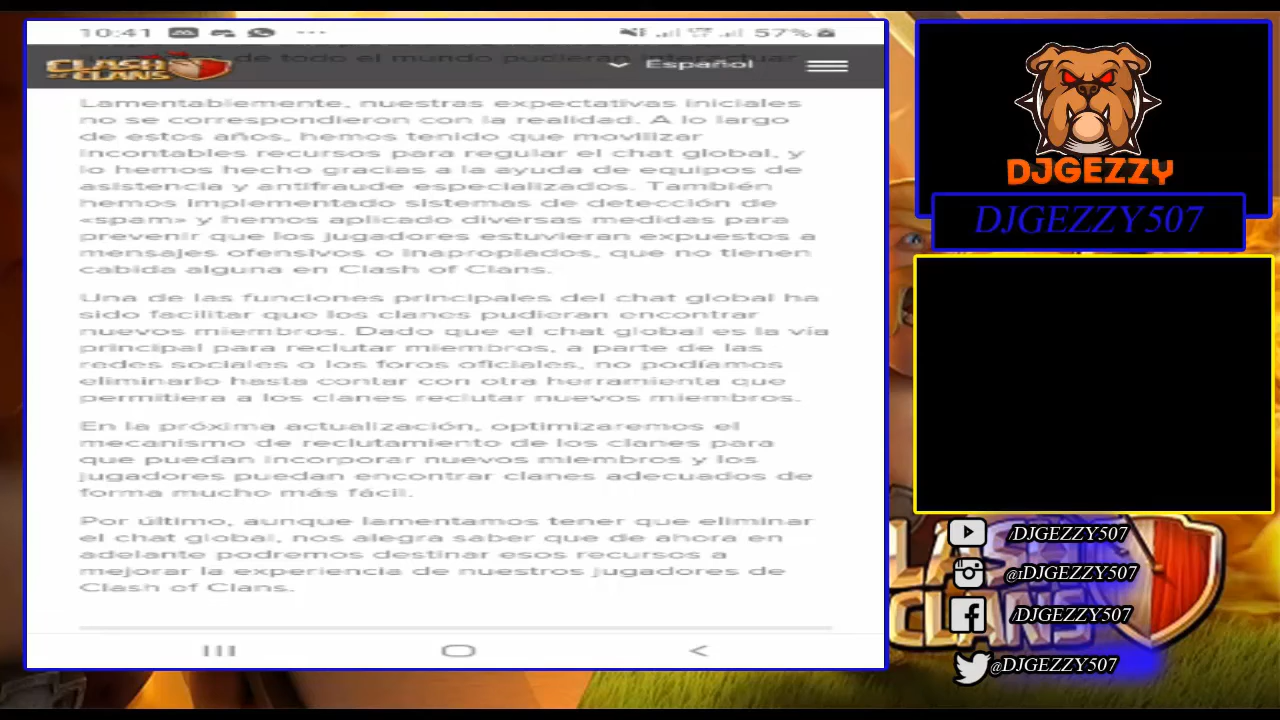 10:41
57%
CLASH OF CLANS
de todo el mundo pudieran interactuar
Español
Lamentablemente, nuestras expectativas iniciales
no se correspondieron con la realidad. A lo largo
de estos años, hemos tenido que movilizar
incontables recursos para regular el chat global, y
lo hemos hecho gracias a la ayuda de equipos de
asistencia y antifraude especializados. También
hemos implementado sistemas de detección de
«spam» y hemos aplicado diversas medidas para
prevenir que los jugadores estuvieran expuestos a
mensajes ofensivos o inapropiados, que no tienen
cabida alguna en Clash of Clans.
Una de las funciones principales del chat global ha
sido facilitar que los clanes pudieran encontrar
nuevos miembros. Dado que el chat global es la vía
principal para reclutar miembros, a parte de las
redes sociales o los foros oficiales, no podíamos
eliminarlo hasta contar con otra herramienta que
permitiera a los clanes reclutar nuevos miembros.
En la próxima actualización, optimizaremos el
mecanismo de reclutamiento de los clanes para
que puedan incorporar nuevos miembros y los
jugadores puedan encontrar clanes adecuados de
forma mucho más fácil.
Por último, aunque lamentamos tener que eliminar
el chat global, nos alegra saber que de ahora en
adelante podremos destinar esos recursos a
mejorar la experiencia de nuestros jugadores de
Clash of Clans.
DJGEZZY
DJGEZZY507
/DJGEZZY507
@1DJGEZZY507
/DJGEZZY507
@DJGEZZY507
CLASH
CLANS